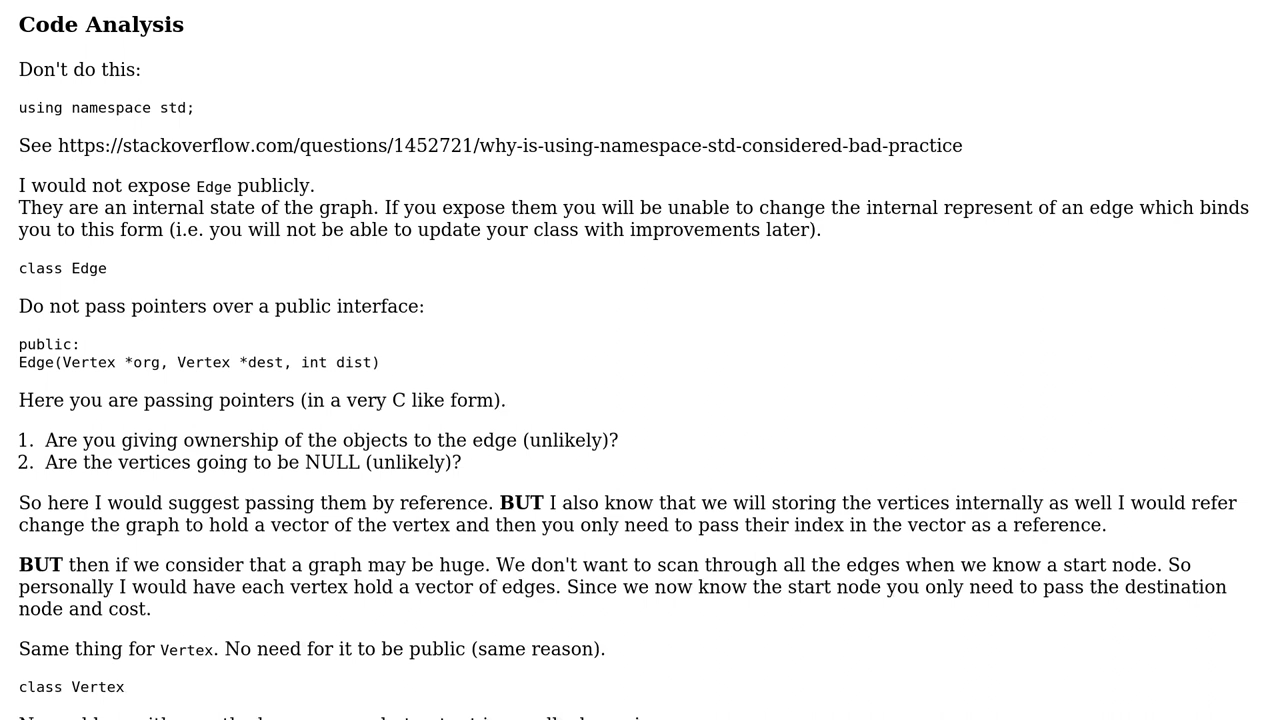 Code Analysis
Don't do this:
using namespace std;
See https://stackoverflow.com/questions/1452721/why-is-using-namespace-std-considered-bad-practice
I would not expose Edge publicly.
They are an internal state of the graph. If you expose them you will be unable to change the internal represent of an edge which binds
you to this form (i.e. you will not be able to update your class with improvements later).
class Edge
Do not pass pointers over a public interface:
public:
Edge(Vertex *org, Vertex *dest, int dist)
Here you are passing pointers (in a very C like form).
1. Are you giving ownership of the objects to the edge (unlikely)?
2. Are the vertices going to be NULL (unlikely)?
So here I would suggest passing them by reference. BUT I also know that we will storing the vertices internally as well I would refer
change the graph to hold a vector of the vertex and then you only need to pass their index in the vector as a reference.
BUT then if we consider that a graph may be huge. We don't want to scan through all the edges when we know a start node. So
personally I would have each vertex hold a vector of edges. Since we now know the start node you only need to pass the destination
node and cost.
Same thing for Vertex. No need for it to be public (same reason).
class Vertex